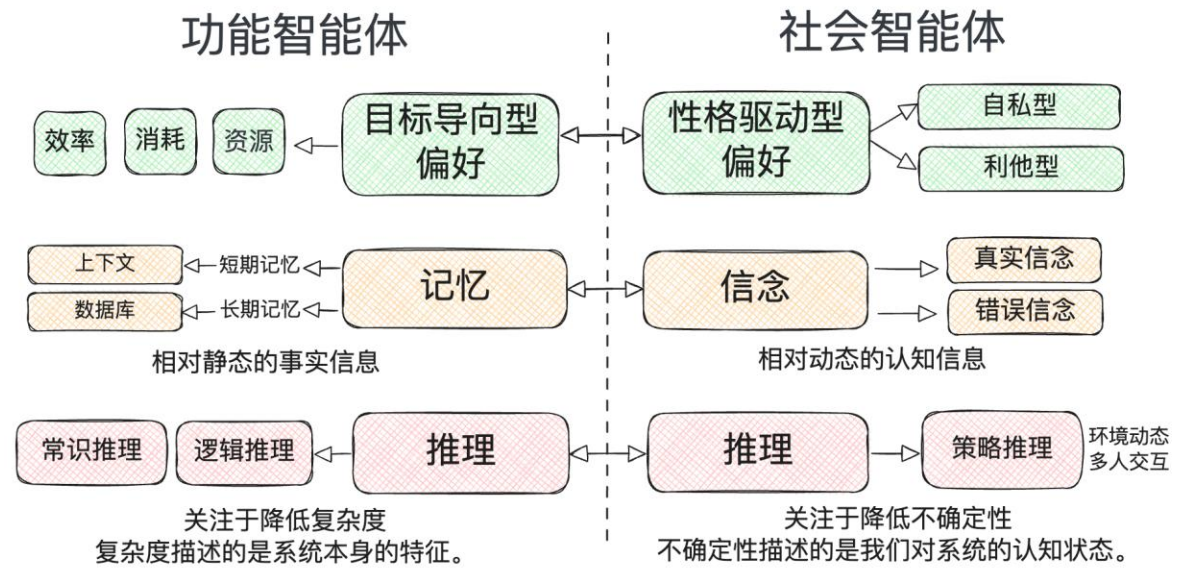 功能智能体
社会智能体
效率
消耗
资源
目标导向型
偏好
性格驱动型
偏好
自私型
利他型
上下文
短期记忆
数据库
长期记忆
记忆
信念
真实信念
错误信念
相对静态的事实信息
相对动态的认知信息
常识推理
逻辑推理
推理
推理
策略推理
环境动态
多人交互
关注于降低复杂度
复杂度描述的是系统本身的特征。
关注于降低不确定性
不确定性描述的是我们对系统的认知状态。